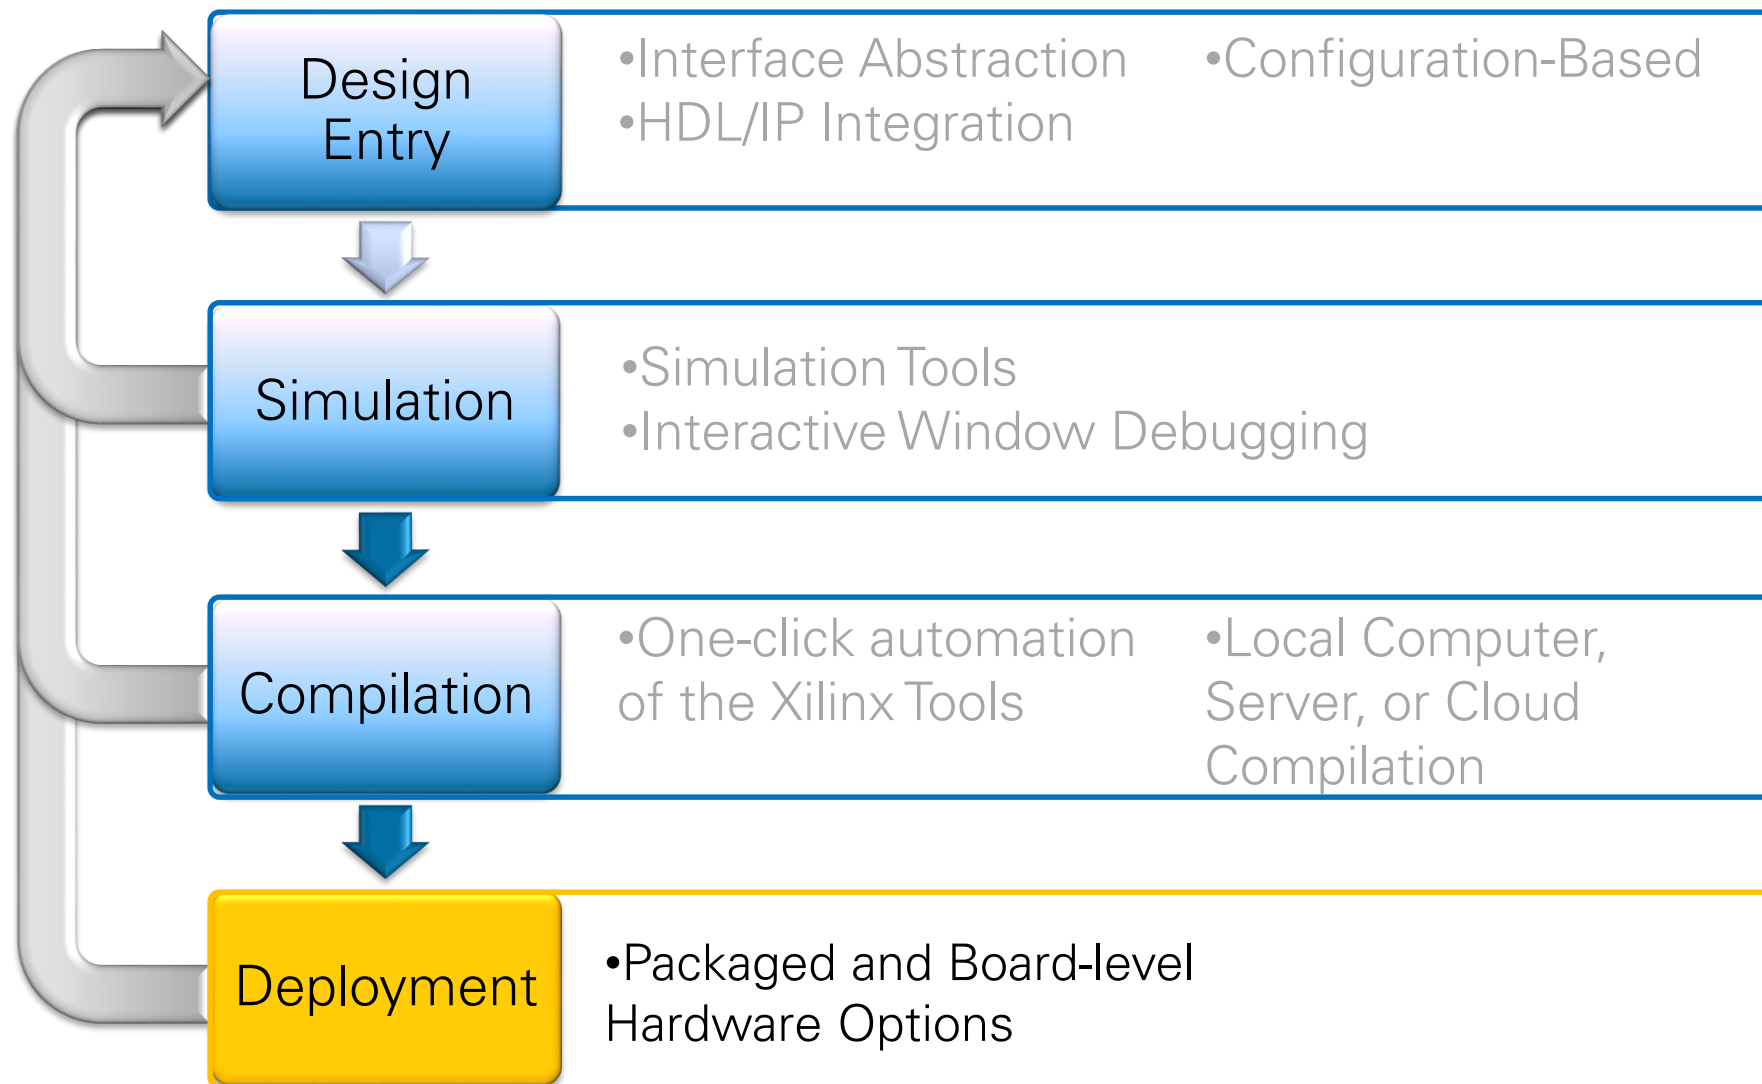 Design
Entry
•Interface Abstraction
•HDL/IP Integration
•Configuration-Based
Simulation
•Simulation Tools
•Interactive Window Debugging
Compilation
•One-click automation
of the Xilinx Tools
•Local Computer,
Server, or Cloud
Compilation
Deployment
•Packaged and Board-level
Hardware Options